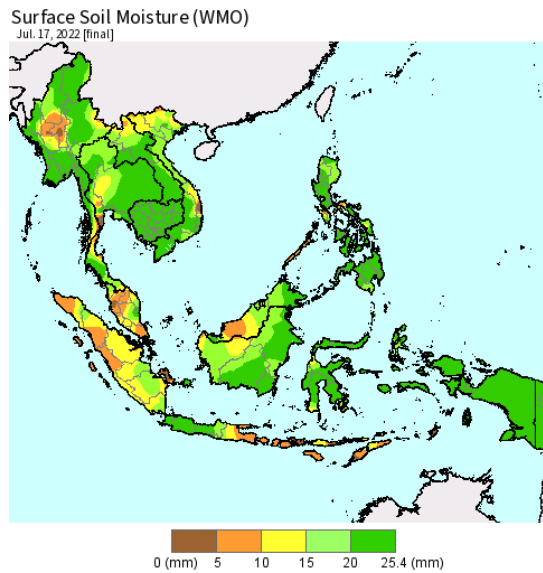 Surface Soil Moisture (WMO)
Jul. 17, 2022 [final]
0 (mm) 5 10 15 20 25.4 (mm)